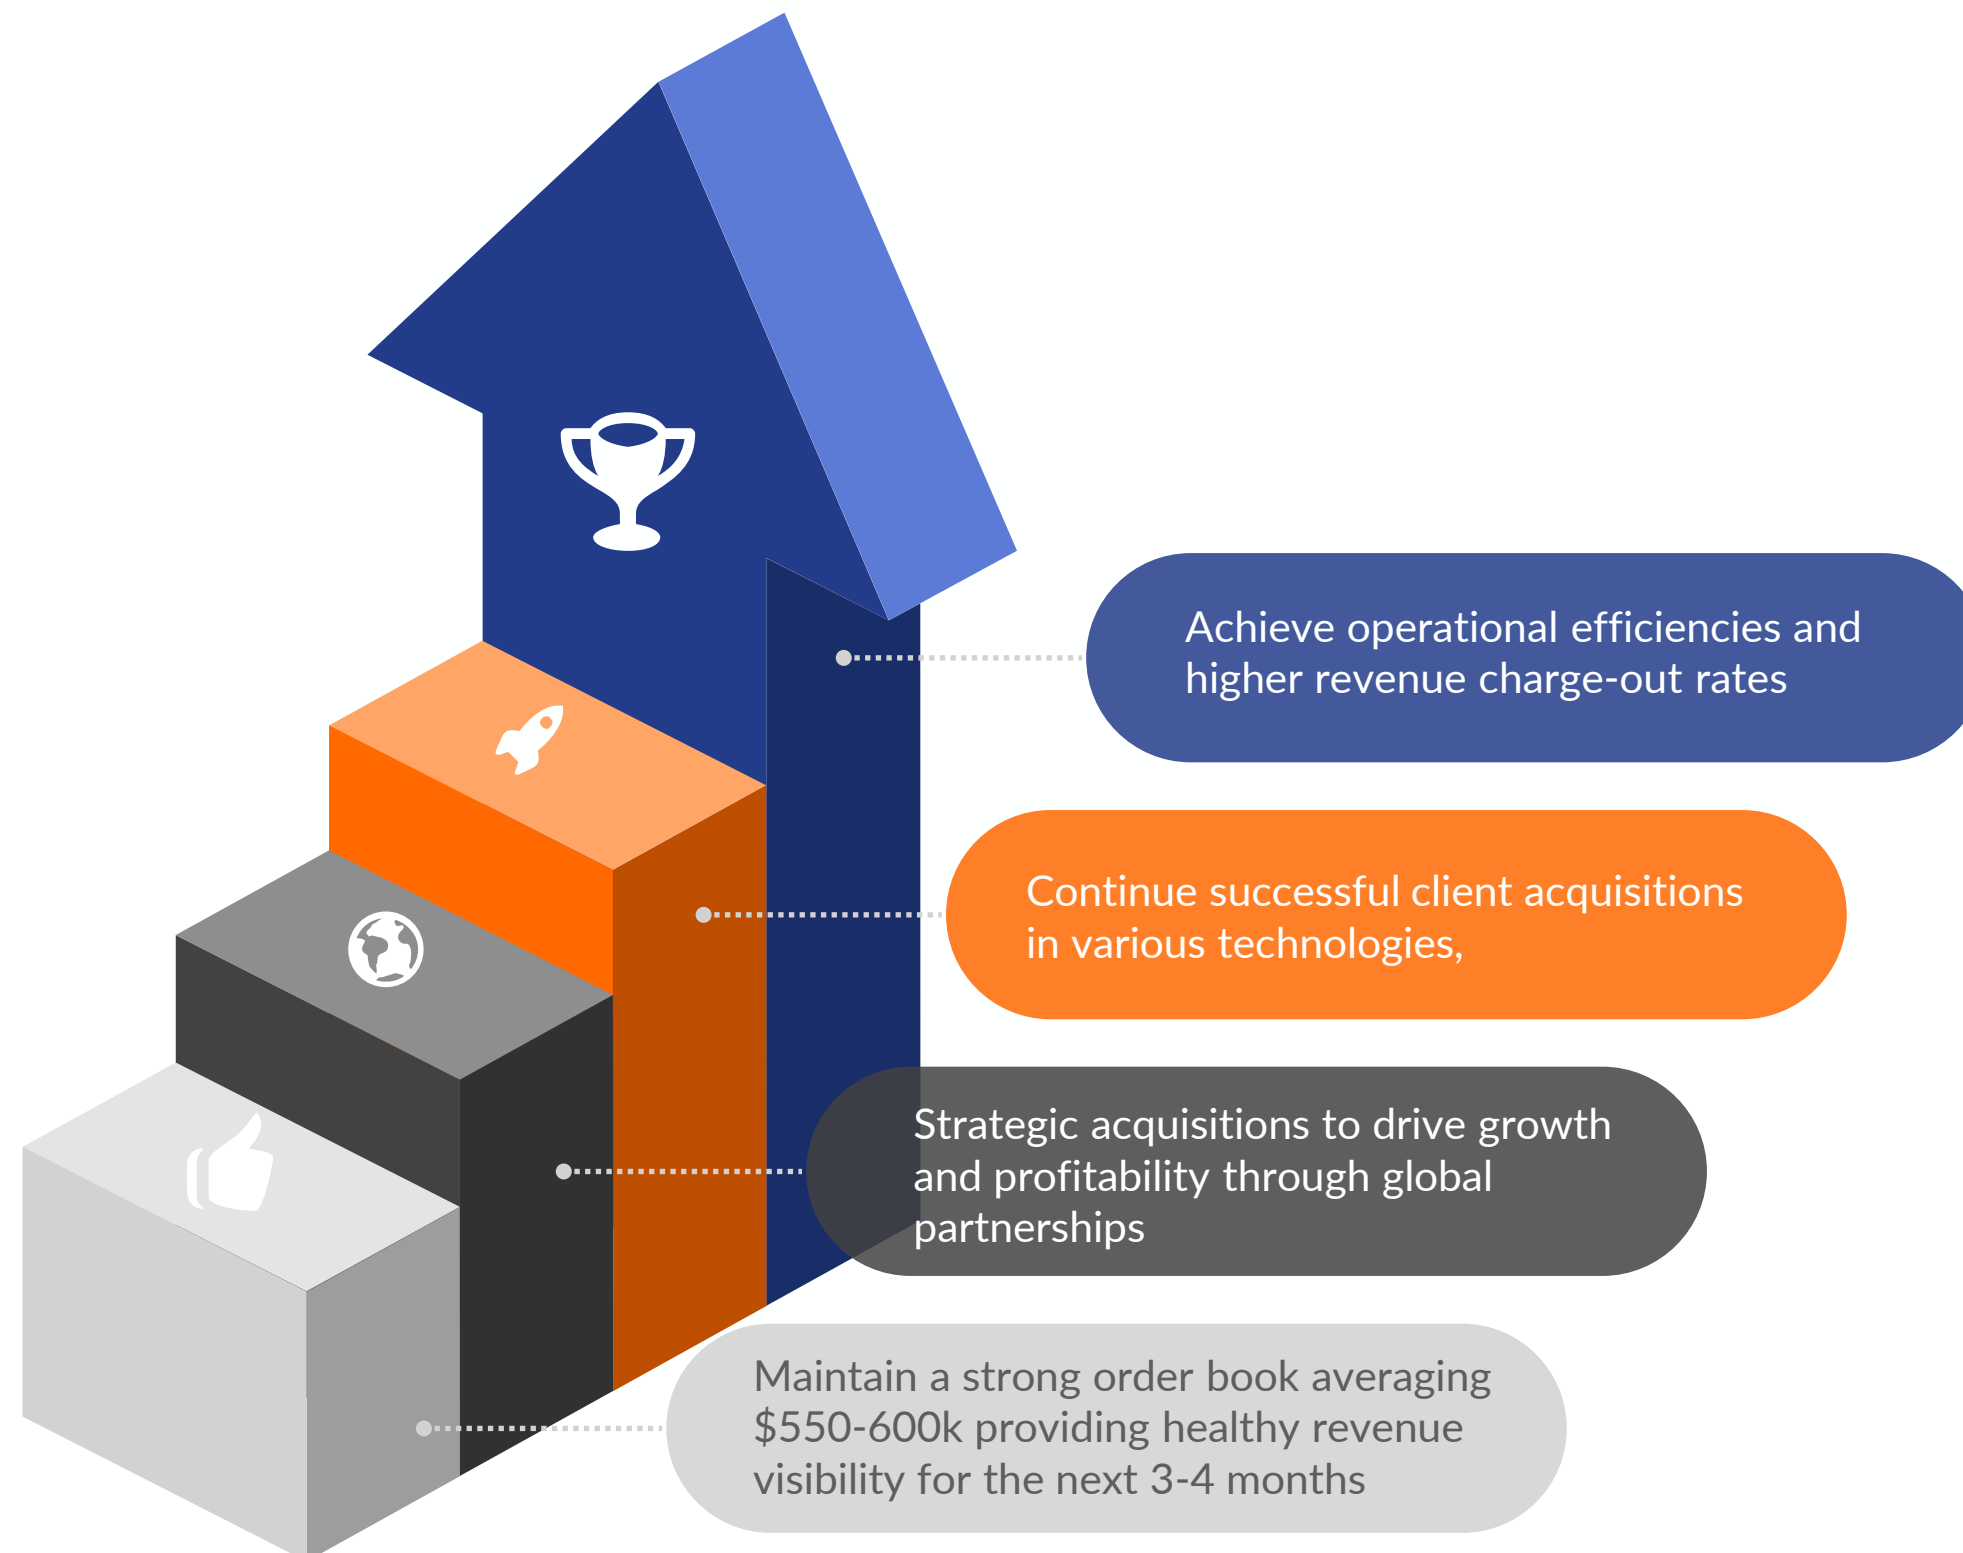 Achieve operational efficiencies and
higher revenue charge-out rates
Continue successful client acquisitions
in various technologies,
Strategic acquisitions to drive growth
and profitability through global
partnerships
Maintain a strong order book averaging
$550-600k providing healthy revenue
visibility for the next 3-4 months